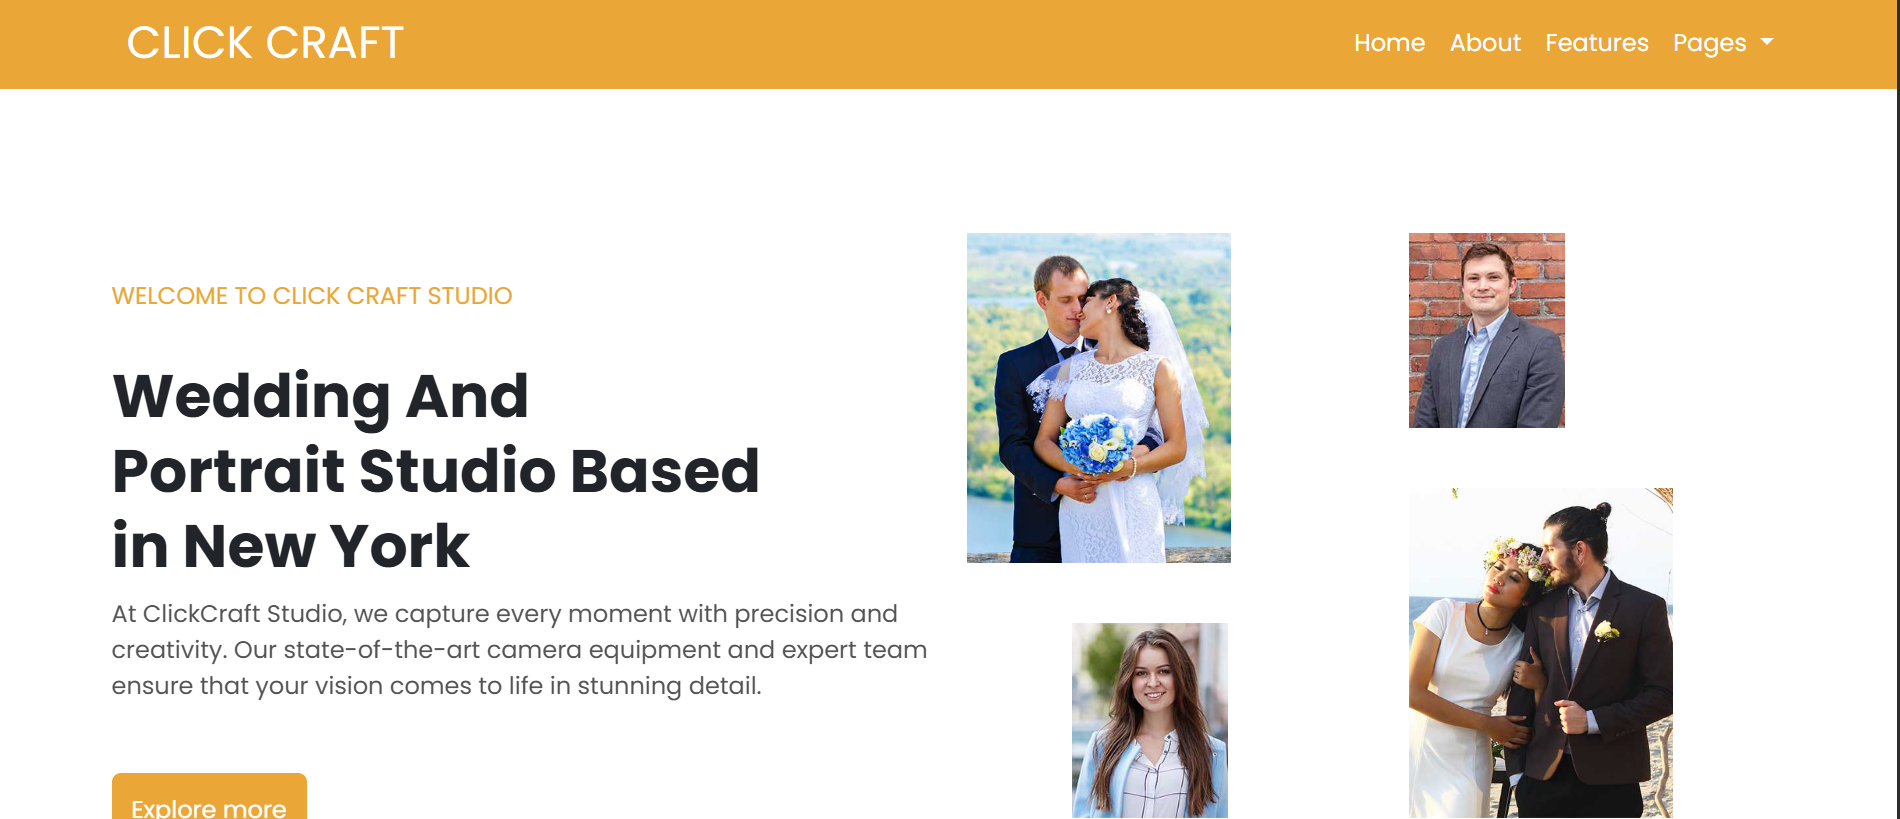 CLICK CRAFT
Home About Features Pages
WELCOME TO CLICK CRAFT STUDIO
Wedding And
Portrait Studio Based
in New York
At ClickCraft Studio, we capture every moment with precision and
creativity. Our state-of-the-art camera equipment and expert team
ensure that your vision comes to life in stunning detail.
Explore more